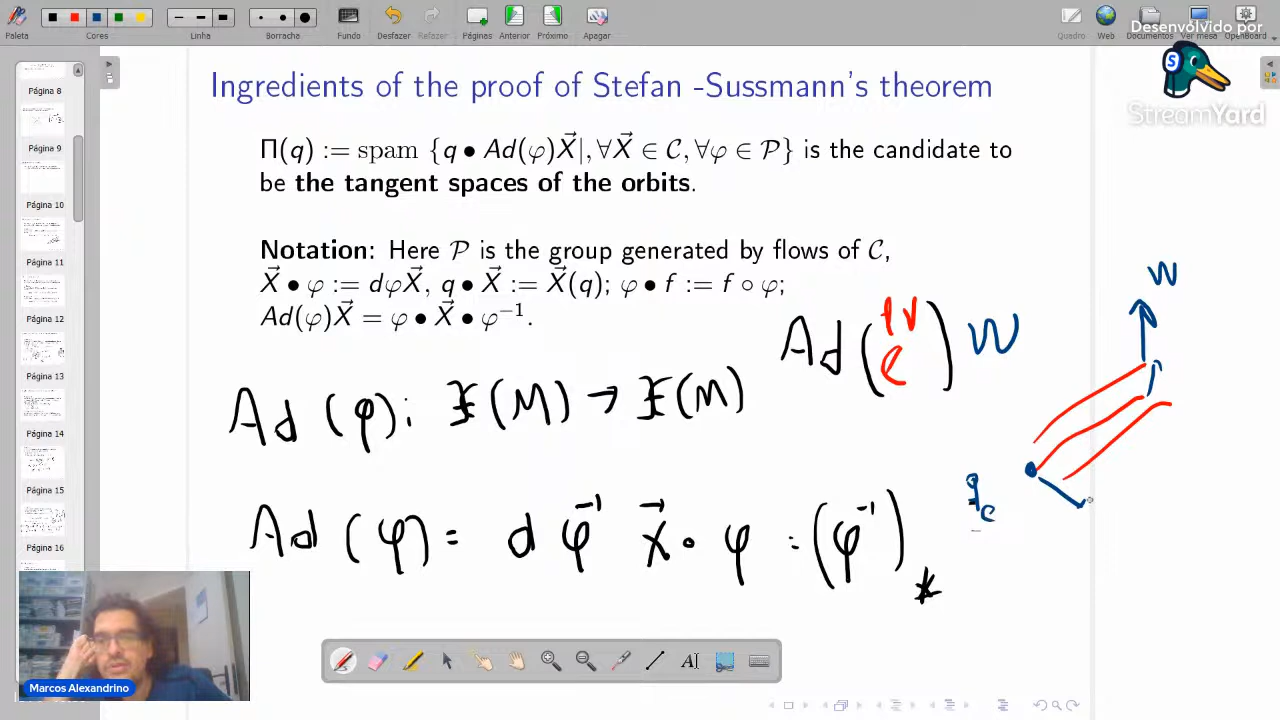 Paleta
Cores
Linha
Borracha
Fundo
Desfazer
Refazer
Páginas
Anterior
Próximo
Apagar
Quadro
Web
Documentos
Ver mesa
OpenBoard
Desenvolvido por
S
StreamYard
Página 8
Página 9
Página 10
Página 11
Página 12
Página 13
Página 14
Página 15
Página 16
Ingredients of the proof of Stefan -Sussmann's theorem
Π(q) := spam {q • Ad(φ)X⃗|, ∀X⃗ ∈ C, ∀φ ∈ P} is the candidate to
be the tangent spaces of the orbits.
Notation: Here P is the group generated by flows of C,
X⃗ • φ := dφX⃗, q • X⃗ := X⃗(q); φ • f := f ∘ φ;
Ad(φ)X⃗ = φ • X⃗ • φ⁻¹.
Ad(e^{tV}) W
W
Ad(φ): 𝔛(M) → 𝔛(M)
Ad(φ) = dφ⁻¹ X⃗ • φ = (φ⁻¹)⁎
Marcos Alexandrino
A